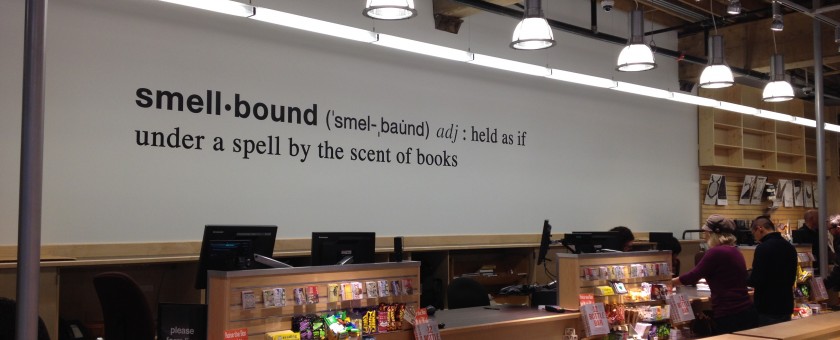 smell•bound ('smel-ˌbau̇nd) adj : held as if
under a spell by the scent of books
please